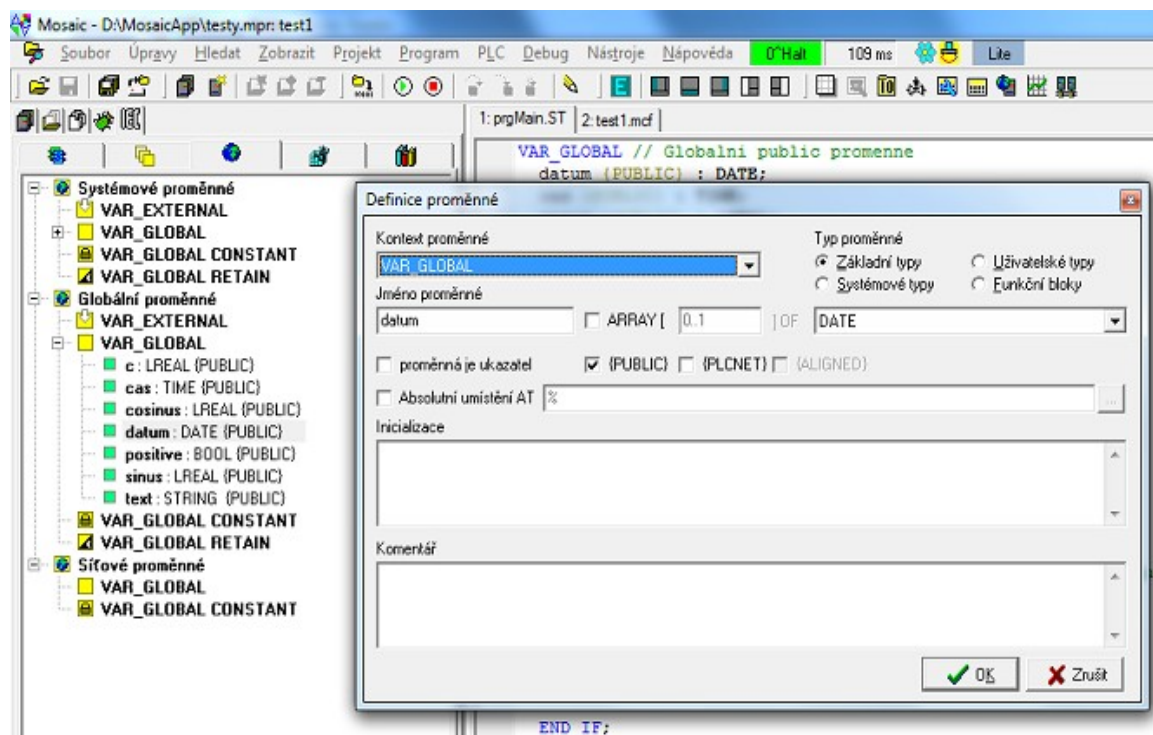 Mosaic - D:\MosaicApp\testy.mpr: test1
Soubor Úpravy Hledat Zobrazit Projekt Program PLC Debug Nástroje Nápověda 0^Halt 109 ms Lite
1: prgMain.ST 2: test1.mcf
VAR_GLOBAL // Globalni public promenne
datum {PUBLIC} : DATE;
Systémové proměnné
VAR_EXTERNAL
VAR_GLOBAL
VAR_GLOBAL CONSTANT
VAR_GLOBAL RETAIN
Globální proměnné
VAR_EXTERNAL
VAR_GLOBAL
c : LREAL {PUBLIC}
cas : TIME {PUBLIC}
cosinus : LREAL {PUBLIC}
datum : DATE {PUBLIC}
positive : BOOL {PUBLIC}
sinus : LREAL {PUBLIC}
text : STRING {PUBLIC}
VAR_GLOBAL CONSTANT
VAR_GLOBAL RETAIN
Síťové proměnné
VAR_GLOBAL
VAR_GLOBAL CONSTANT
Definice proměnné
Kontext proměnné
VAR_GLOBAL
Typ proměnné
Základní typy Uživatelské typy
Systémové typy Funkční bloky
Jméno proměnné
datum ARRAY [ 0..1 ] OF DATE
proměnná je ukazatel {PUBLIC} {PLCNET} {ALIGNED}
Absolutní umístění AT % ...
Inicializace
Komentář
OK Zrušit
END_IF;